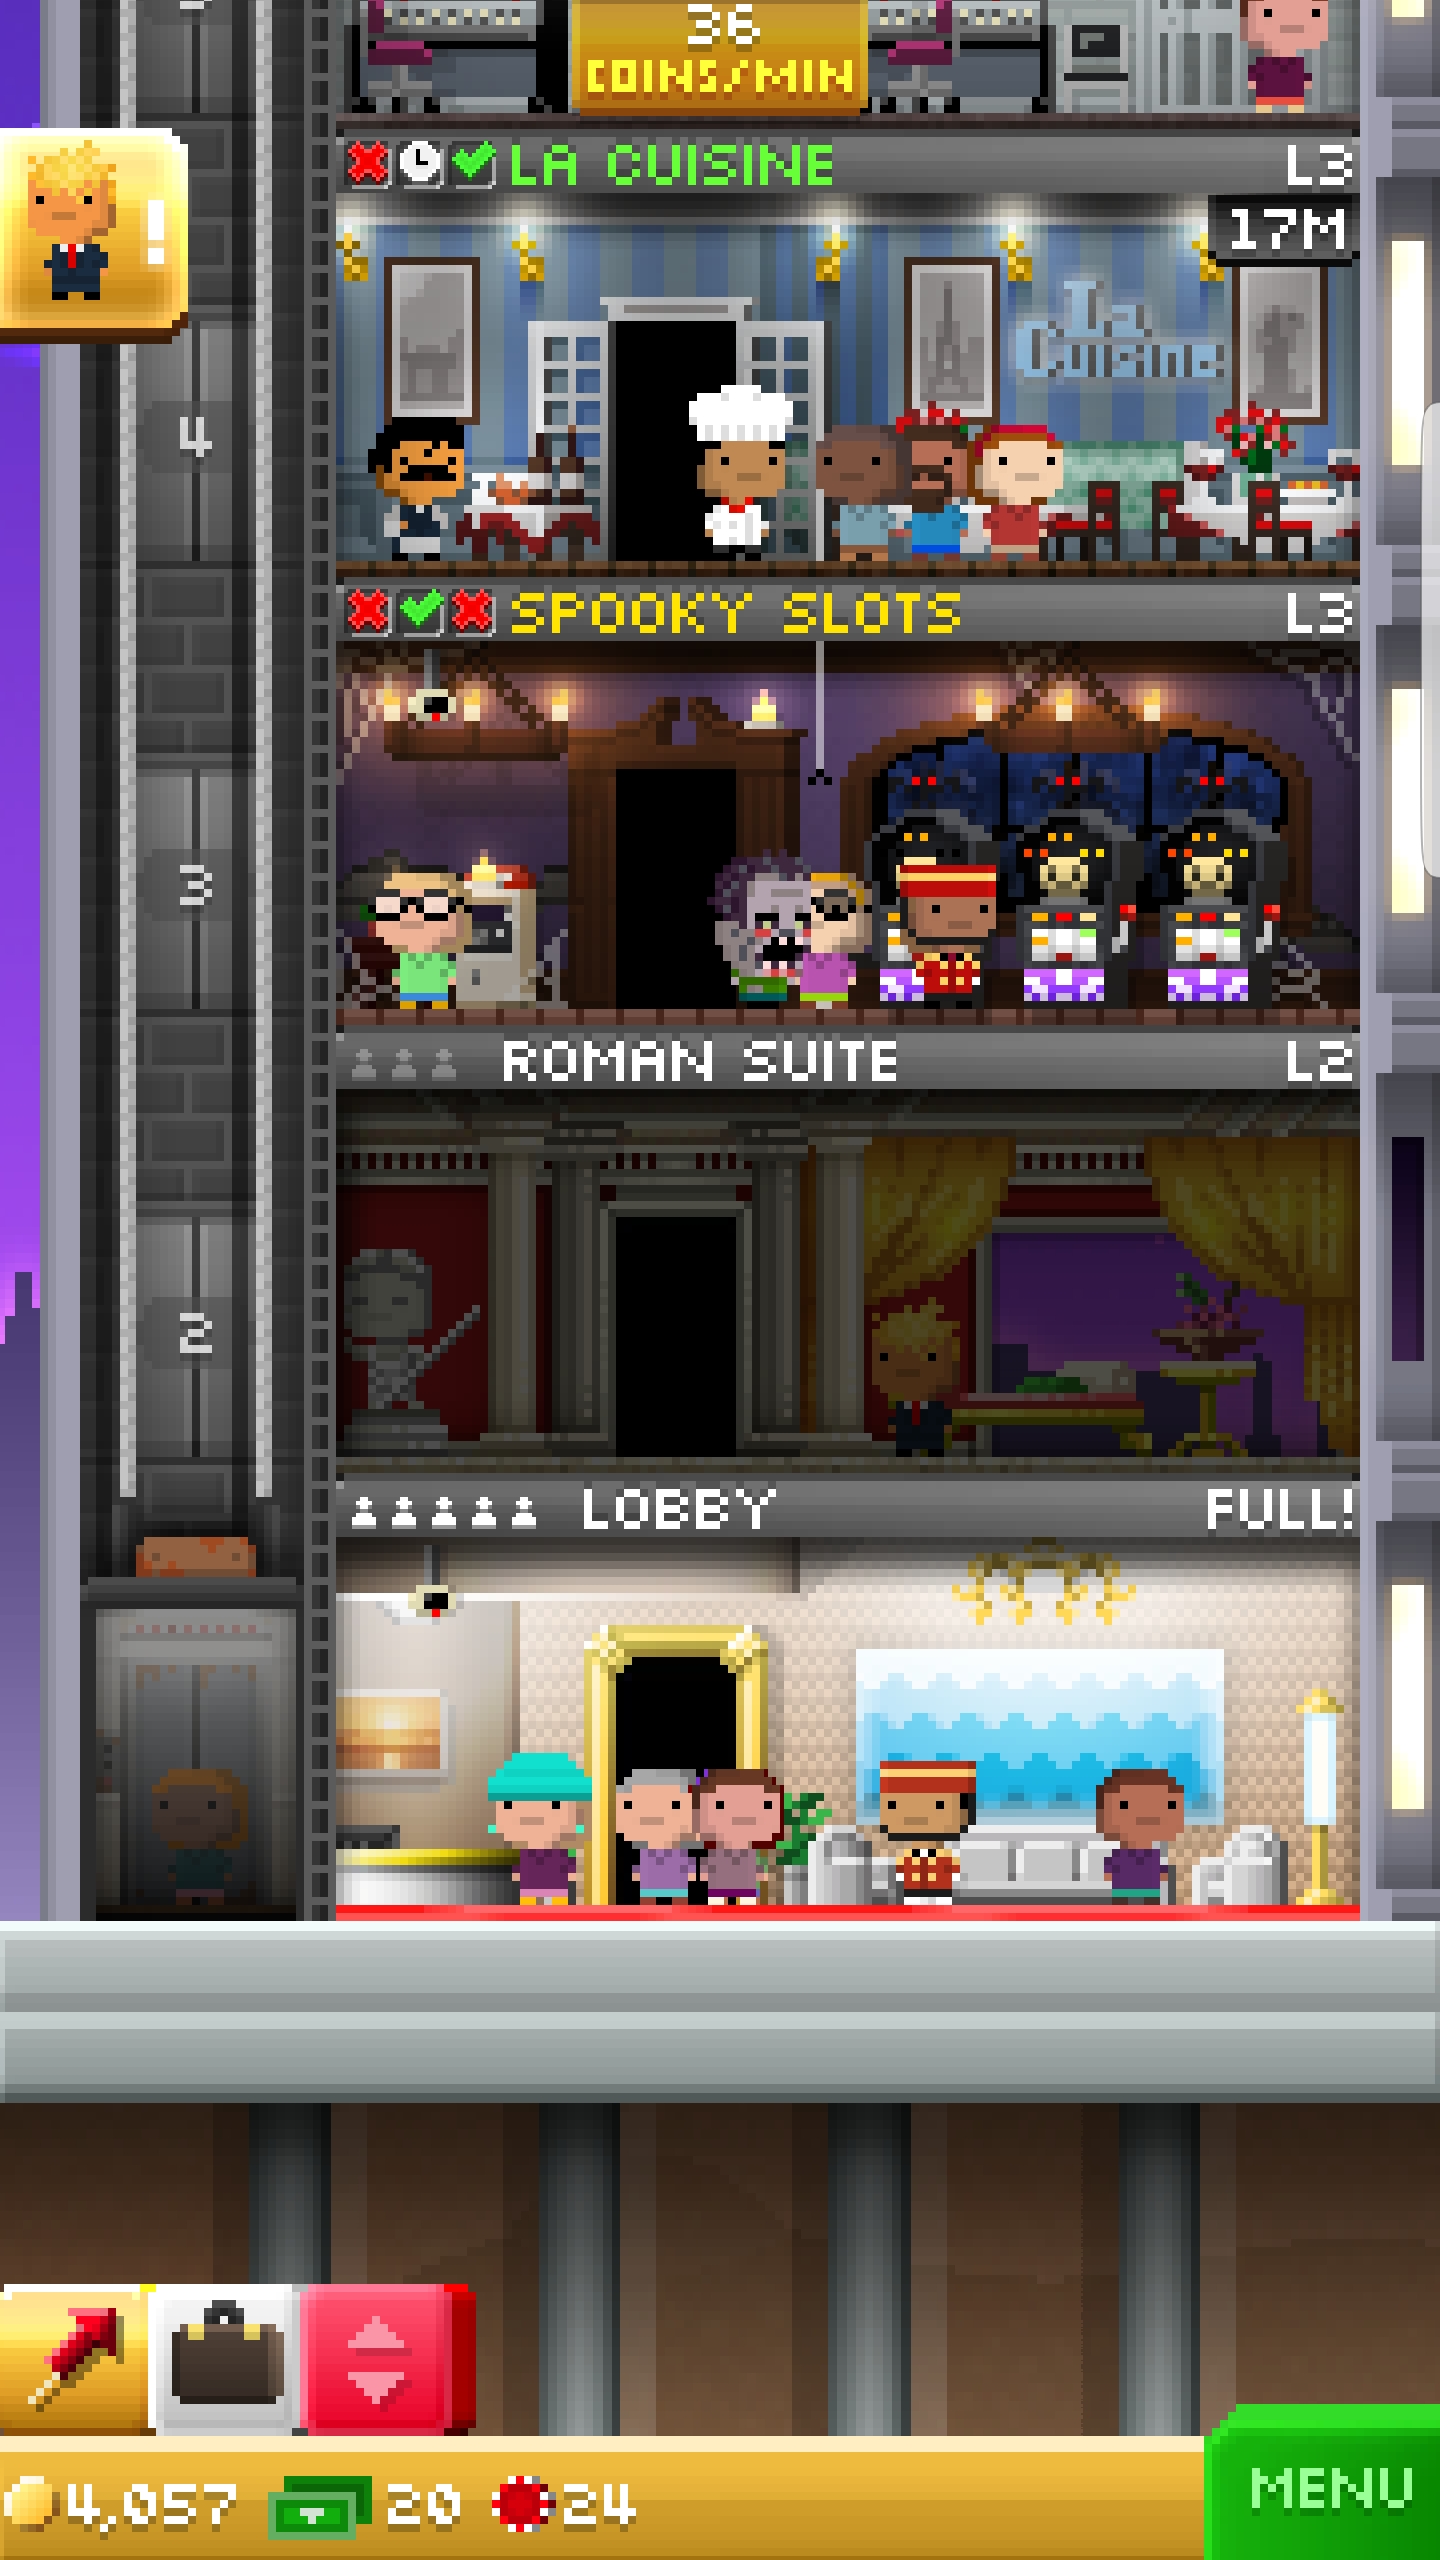 36
COINS/MIN
LA CUISINE L3
17M
La
Cuisine
4
SPOOKY SLOTS L3
3
ROMAN SUITE L2
2
LOBBY FULL!
4,057 20 24
MENU